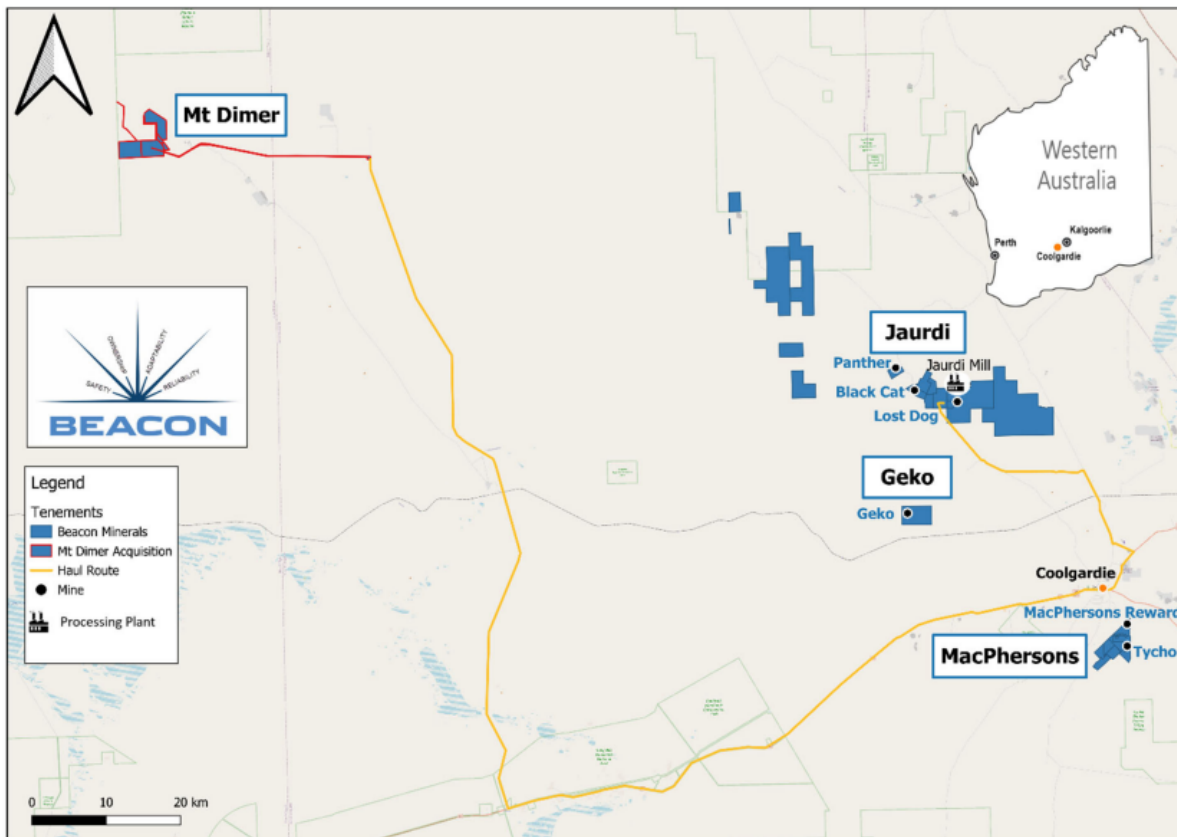 Mt Dimer
Western
Australia
Perth
Kalgoorlie
Coolgardie
OWNERSHIP
ADAPTABILITY
SAFETY
RELIABILITY
BEACON
Jaurdi
Panther
Jaurdi Mill
Black Cat
Lost Dog
Legend
Tenements
Beacon Minerals
Mt Dimer Acquisition
Haul Route
Mine
Processing Plant
Geko
Geko
Coolgardie
MacPhersons Reward
MacPhersons
Tycho
0 10 20 km